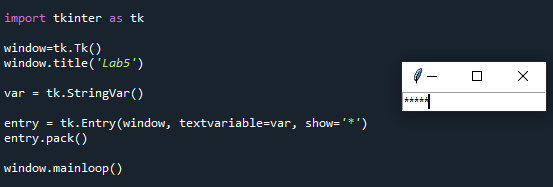 import tkinter as tk
window=tk.Tk()
window.title('Lab5')
var = tk.StringVar()
entry = tk.Entry(window, textvariable=var, show='*')
entry.pack()
window.mainloop()
*****